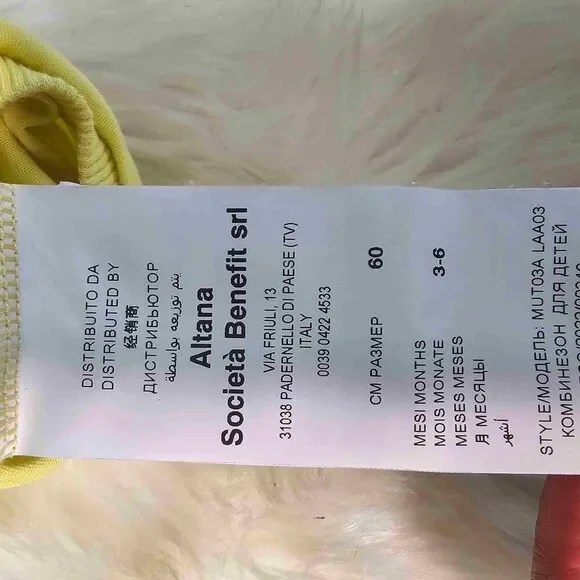 DISTRIBUITO DA
DISTRIBUTED BY
经销商
ДИСТРИБЬЮТОР
يتم توزيعه بواسطة
Altana
Società Benefit srl
VIA FRIULI, 13
31038 PADERNELLO DI PAESE (TV)
ITALY
0039 0422 4533
CM РАЗМЕР 60
MESI MONTHS 3-6
MOIS MONATE
MESES MESES
月 МЕСЯЦЫ
أشهر
STYLE/МОДЕЛЬ: MUT03A LAA03
КОМБИНЕЗОН ДЛЯ ДЕТЕЙ